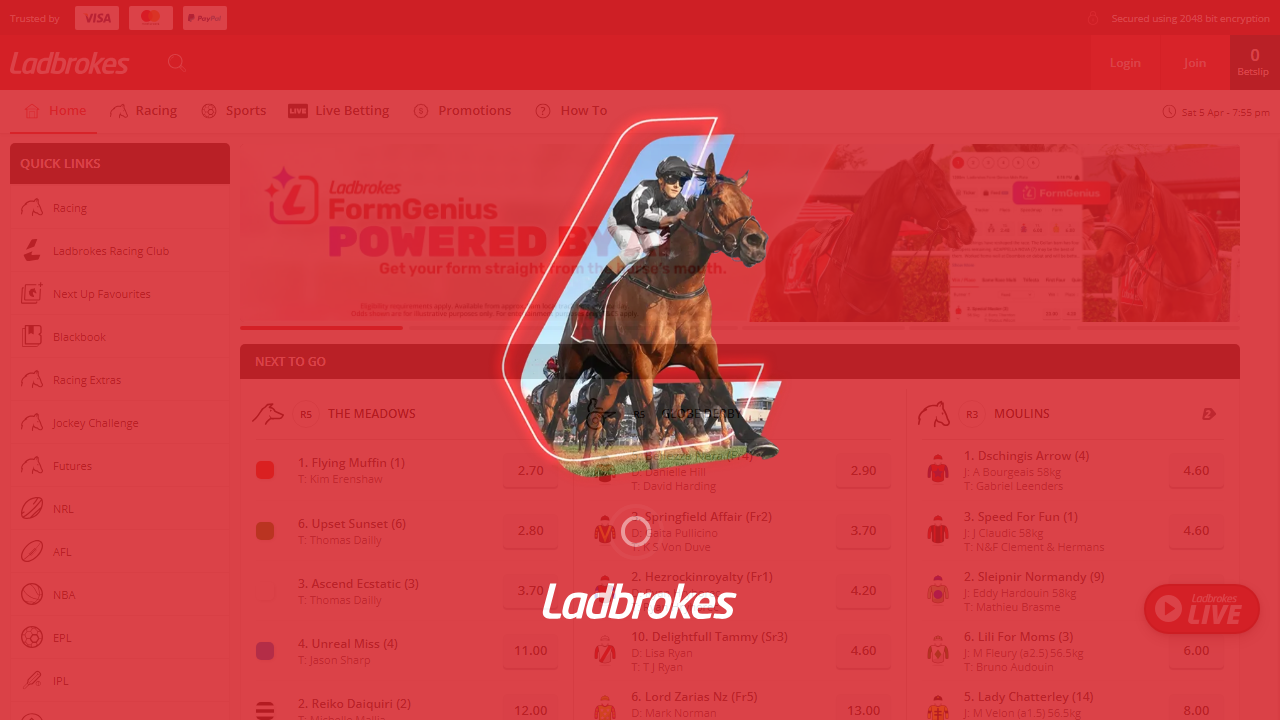 Trusted by
VISA
PayPal
Secured using 2048 bit encryption
Ladbrokes
Login
Join
0
Betslip
Home
Racing
Sports
LIVE
Live Betting
Promotions
How To
Sat 5 Apr - 7:55 pm
QUICK LINKS
Racing
Ladbrokes Racing Club
Next Up Favourites
Blackbook
Racing Extras
Jockey Challenge
Futures
NRL
AFL
NBA
EPL
IPL
Ladbrokes
FormGenius
POWERED BY
Get your form straight from the horse's mouth.
FormGenius
NEXT TO GO
R5
THE MEADOWS
1. Flying Muffin (1)
T: Kim Erenshaw
2.70
6. Upset Sunset (6)
T: Thomas Dailly
2.80
3. Ascend Ecstatic (3)
T: Thomas Dailly
3.70
4. Unreal Miss (4)
T: Jason Sharp
11.00
2. Reiko Daiquiri (2)
12.00
R5
GLOBE DERBY
D: Danielle Hill
T: David Harding
2.90
3. Springfield Affair (Fr2)
D: Gaita Pullicino
T: K S Von Duve
3.70
2. Hezrockinroyalty (Fr1)
4.20
10. Delightfull Tammy (Sr3)
D: Lisa Ryan
T: T J Ryan
4.60
6. Lord Zarias Nz (Fr5)
D: Mark Norman
13.00
R3
MOULINS
1. Dschingis Arrow (4)
J: A Bourgeais 58kg
T: Gabriel Leenders
4.60
3. Speed For Fun (1)
J: J Claudic 58kg
T: N&F Clement & Hermans
4.60
2. Sleipnir Normandy (9)
J: Eddy Hardouin 58kg
T: Mathieu Brasme
6. Lili For Moms (3)
J: M Fleury (a2.5) 56.5kg
T: Bruno Audouin
6.00
5. Lady Chatterley (14)
J: M Velon (a1.5) 56.5kg
8.00
Ladbrokes
Ladbrokes
LIVE